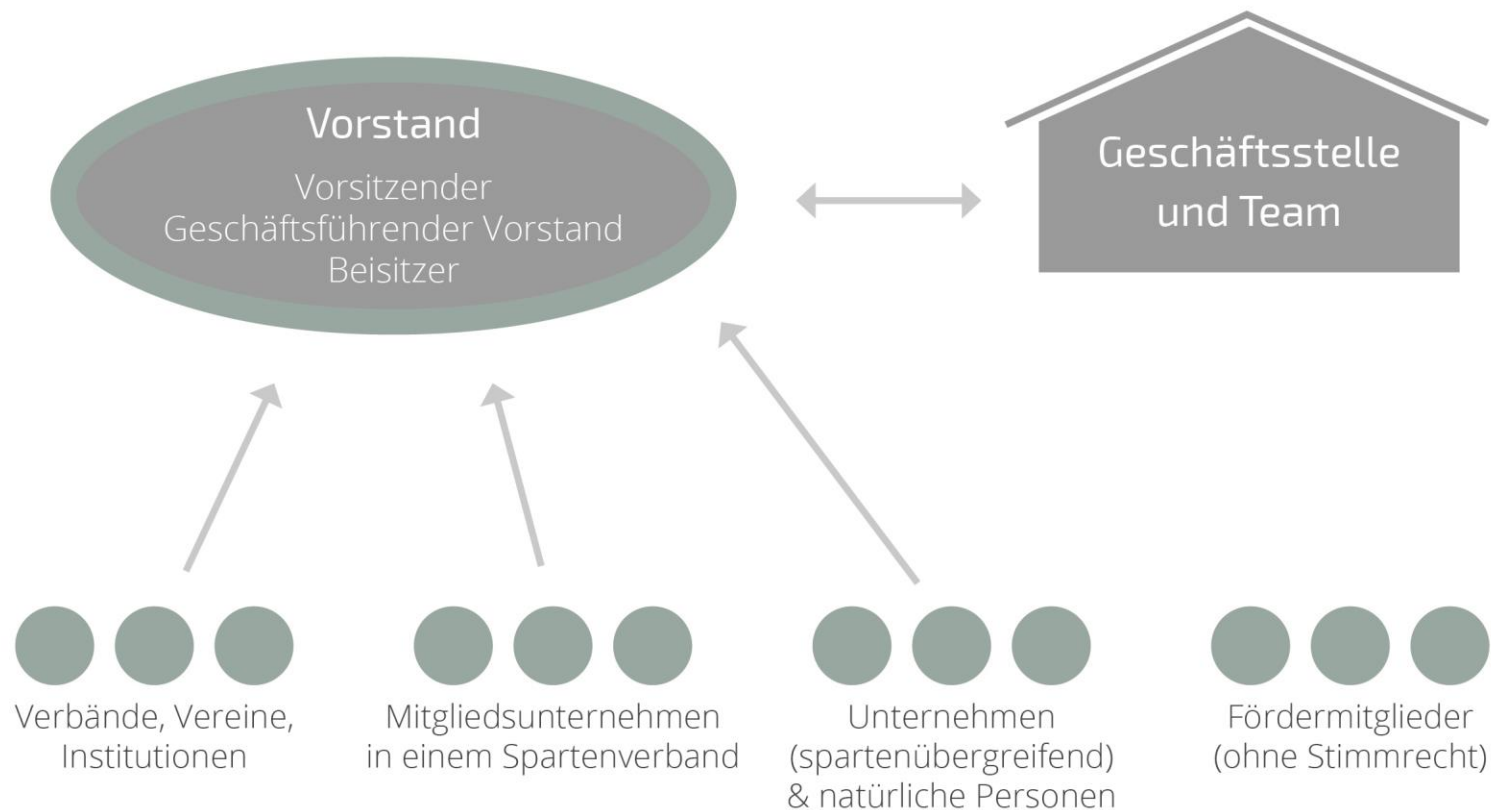 Vorstand
Vorsitzender
Geschäftsführender Vorstand
Beisitzer
Geschäftsstelle
und Team
Verbände, Vereine,
Institutionen
Mitgliedsunternehmen
in einem Spartenverband
Unternehmen
(spartenübergreifend)
& natürliche Personen
Fördermitglieder
(ohne Stimmrecht)